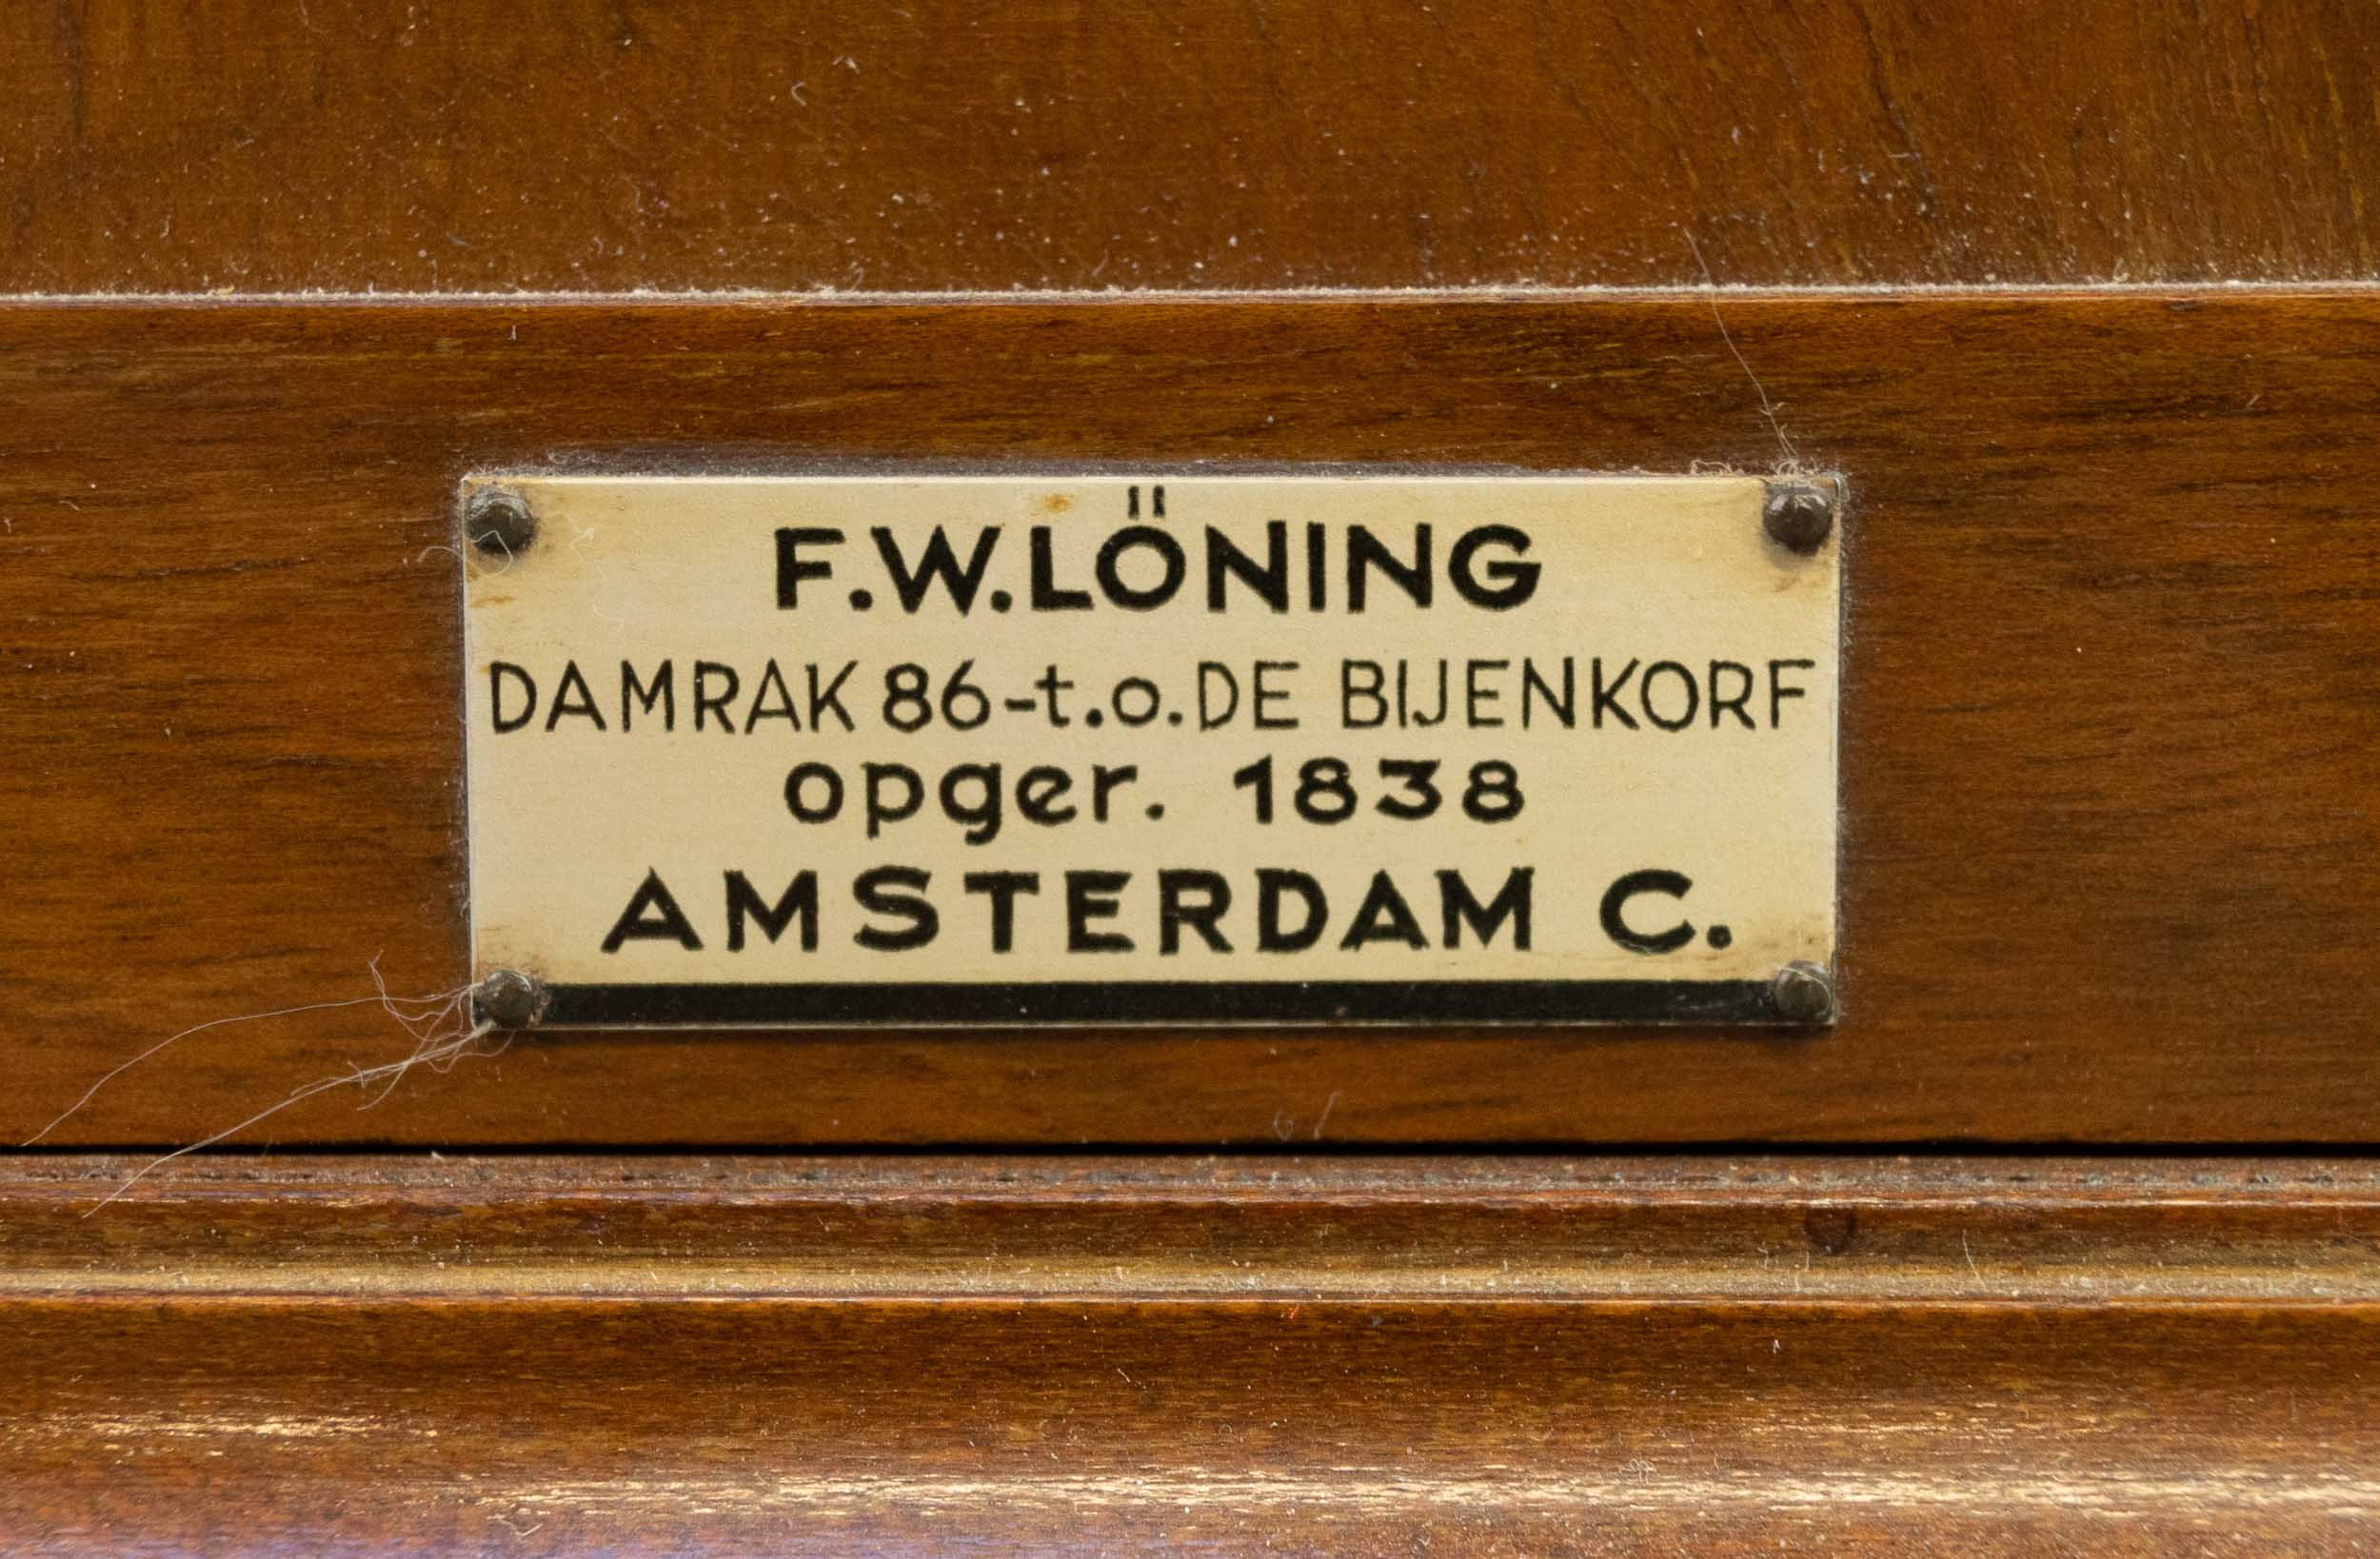 F.W.LÖNING
DAMRAK 86-t.o.DE BIJENKORF
opger. 1838
AMSTERDAM C.